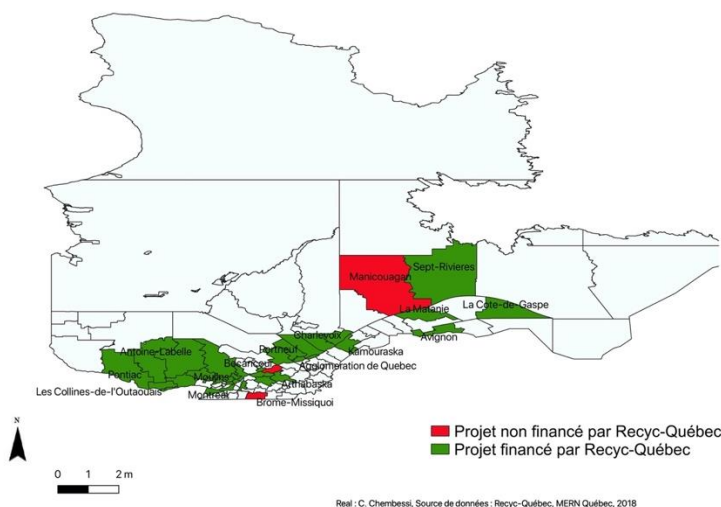 Manicouagan
Sept-Rivieres
La Matanie
La Cote-de-Gaspe
Avignon
Charlevoix
Portneuf
Kamouraska
Antoine-Labelle
Becancour
Agglomeration de Quebec
Pontiac
Moulins
Arthabaska
Les Collines-de-l'Outaouais
Montreal
Brome-Missiquoi
Projet non financé par Recyc-Québec
Projet financé par Recyc-Québec
N
0 1 2 m
Real : C. Chembessi, Source de données : Recyc-Québec, MERN Québec, 2018